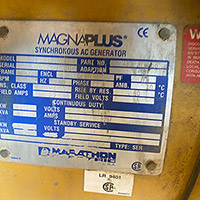 MAGNAPLUS®
SYNCHRONOUS AC GENERATOR
MODEL PART NO.
SERIAL ADAPT/BR
FRAME ENCL PHASE PF
RPM HZ AMB. °C
INS. CLASS RISE BY RES. °C
FIELD AMPS FIELD VOLTS
CONTINUOUS DUTY
KW VOLTS
KVA AMPS
STANDBY SERVICE
KW VOLTS
KVA AMPS
TYPE: SER
MARATHON
ELECTRIC
LR 9401